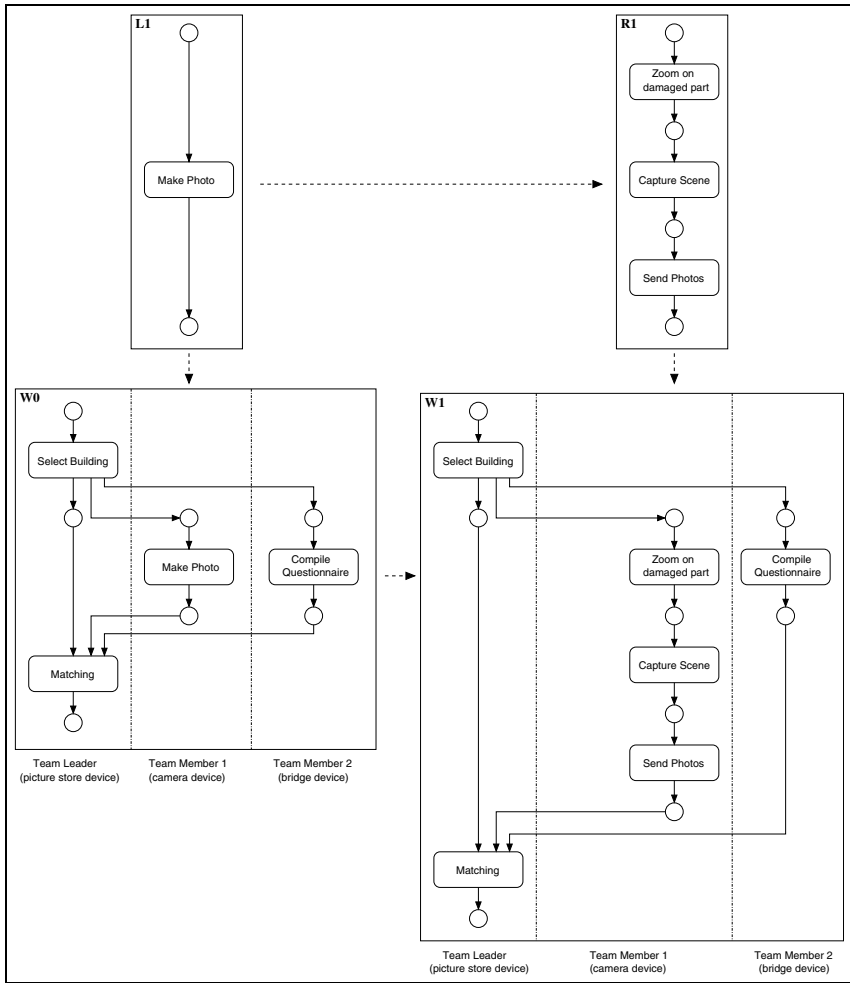 L1
Make Photo
R1
Zoom on
damaged part
Capture Scene
Send Photos
W0
Select Building
Make Photo
Compile
Questionnaire
Matching
Team Leader
(picture store device)
Team Member 1
(camera device)
Team Member 2
(bridge device)
W1
Select Building
Zoom on
damaged part
Compile
Questionnaire
Capture Scene
Send Photos
Matching
Team Leader
(picture store device)
Team Member 1
(camera device)
Team Member 2
(bridge device)